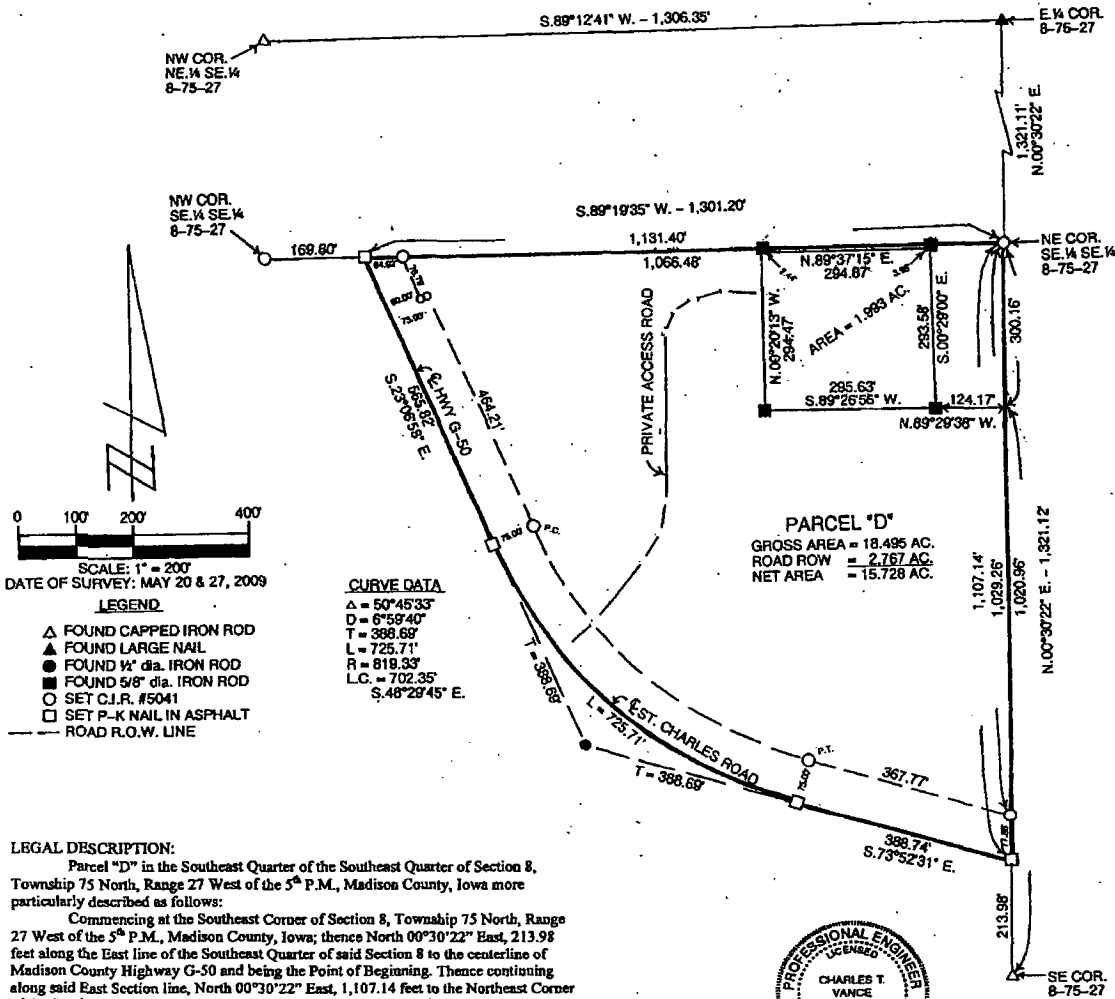 S.89°12'41" W. - 1,306.35'
E.¼ COR.
8-75-27
NW COR.
NE.¼ SE.¼
8-75-27
1,321.11'
N.00°30'22" E.
NW COR.
SE.¼ SE.¼
8-75-27
S.89°19'35" W. - 1,301.20'
169.60'
1,131.40'
1,066.48'
NE COR.
SE.¼ SE.¼
8-75-27
N.89°37'15" E.
294.87'
AREA = 1.993 AC.
N.00°20'13" W.
294.47'
293.58'
S.00°29'00" E.
300.16'
295.63'
S.89°26'56" W.
124.17'
N.89°29'38" W.
75.00'
PRIVATE ACCESS ROAD
℄ HWY G-50
565.82'
S.23°06'58" E.
464.21'
75.00'
P.C.
0 100' 200' 400'
SCALE: 1" = 200'
DATE OF SURVEY: MAY 20 & 27, 2009
LEGEND
△ FOUND CAPPED IRON ROD
▲ FOUND LARGE NAIL
● FOUND ½" dia. IRON ROD
■ FOUND 5/8" dia. IRON ROD
○ SET C.I.R. #5041
□ SET P-K NAIL IN ASPHALT
ROAD R.O.W. LINE
CURVE DATA
Δ = 50°45'33"
D = 6°59'40"
T = 388.69'
L = 725.71'
R = 819.33'
L.C. = 702.35'
S.48°29'45" E.
PARCEL "D"
GROSS AREA = 18.495 AC.
ROAD ROW = 2.767 AC.
NET AREA = 15.728 AC.
1,107.14'
1,029.26'
1,020.96'
N.00°30'22" E. - 1,321.12'
T = 388.69'
L = 725.71'
℄ ST. CHARLES ROAD
T = 388.69'
P.T.
75.00'
367.77'
388.74'
S.73°52'31" E.
213.98'
SE COR.
8-75-27
LEGAL DESCRIPTION:
Parcel "D" in the Southeast Quarter of the Southeast Quarter of Section 8,
Township 75 North, Range 27 West of the 5th P.M., Madison County, Iowa more
particularly described as follows:
Commencing at the Southeast Corner of Section 8, Township 75 North, Range
27 West of the 5th P.M., Madison County, Iowa; thence North 00°30'22" East, 213.98
feet along the East line of the Southeast Quarter of said Section 8 to the centerline of
Madison County Highway G-50 and being the Point of Beginning. Thence continuing
along said East Section line, North 00°30'22" East, 1,107.14 feet to the Northeast Corner
PROFESSIONAL ENGINEER
LICENSED
CHARLES T.
VANCE